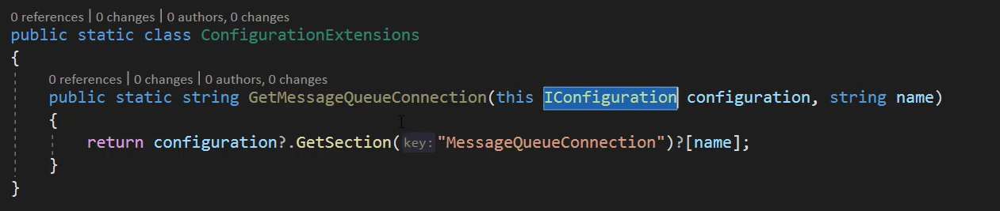 0 references | 0 changes | 0 authors, 0 changes
public static class ConfigurationExtensions
{
0 references | 0 changes | 0 authors, 0 changes
public static string GetMessageQueueConnection(this IConfiguration configuration, string name)
{
return configuration?.GetSection(key:"MessageQueueConnection")?[name];
}
}